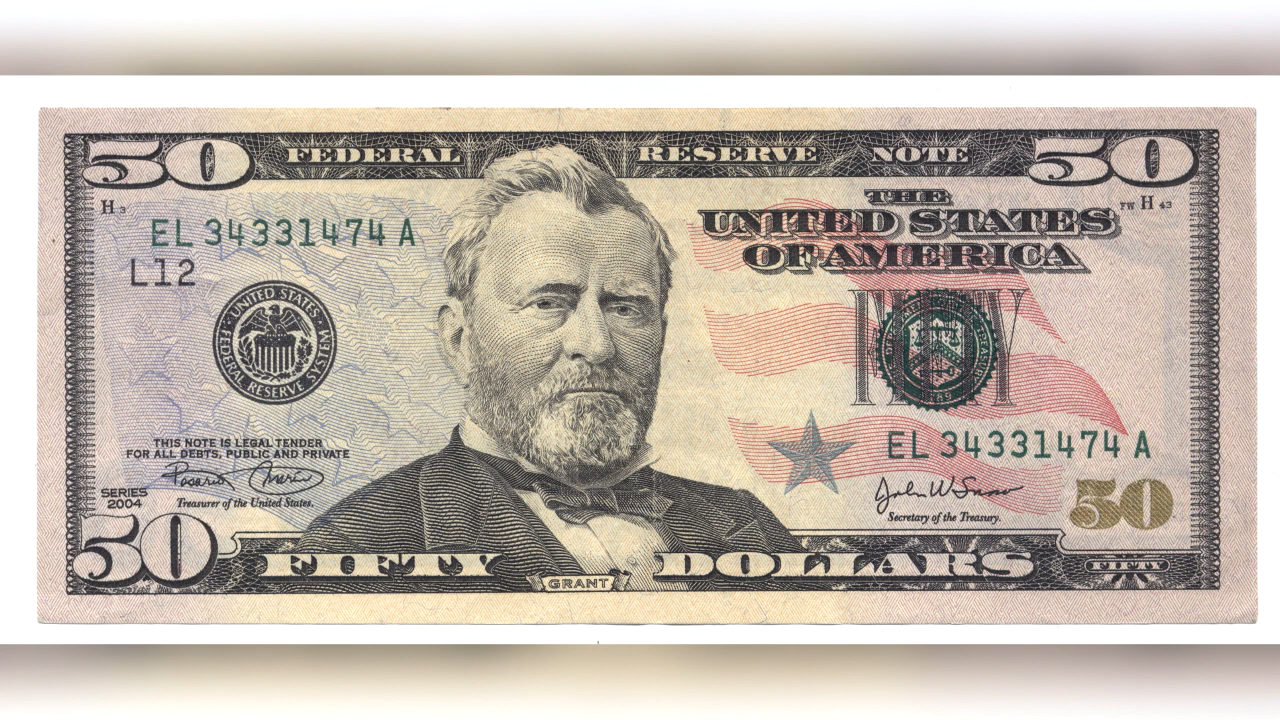 50 FEDERAL RESERVE NOTE 50
THE
UNITED STATES
OF AMERICA
H 3
FW H 43
EL 34331474 A
L12
UNITED STATES
FEDERAL RESERVE SYSTEM
THIS NOTE IS LEGAL TENDER
FOR ALL DEBTS, PUBLIC AND PRIVATE
Treasurer of the United States.
SERIES
2004
FIFTY
EL 34331474 A
Secretary of the Treasury.
50
50 FIFTY DOLLARS FIFTY
GRANT